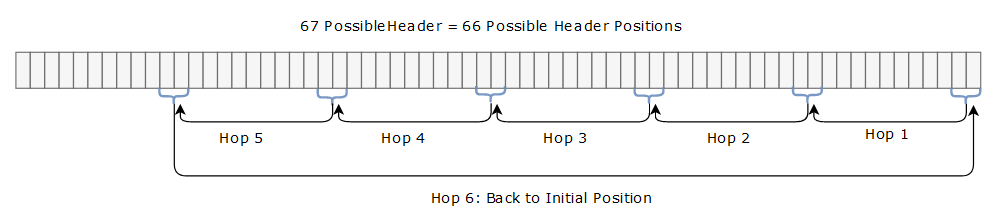 67 PossibleHeader = 66 Possible Header Positions
Hop 5
Hop 4
Hop 3
Hop 2
Hop 1
Hop 6: Back to Initial Position